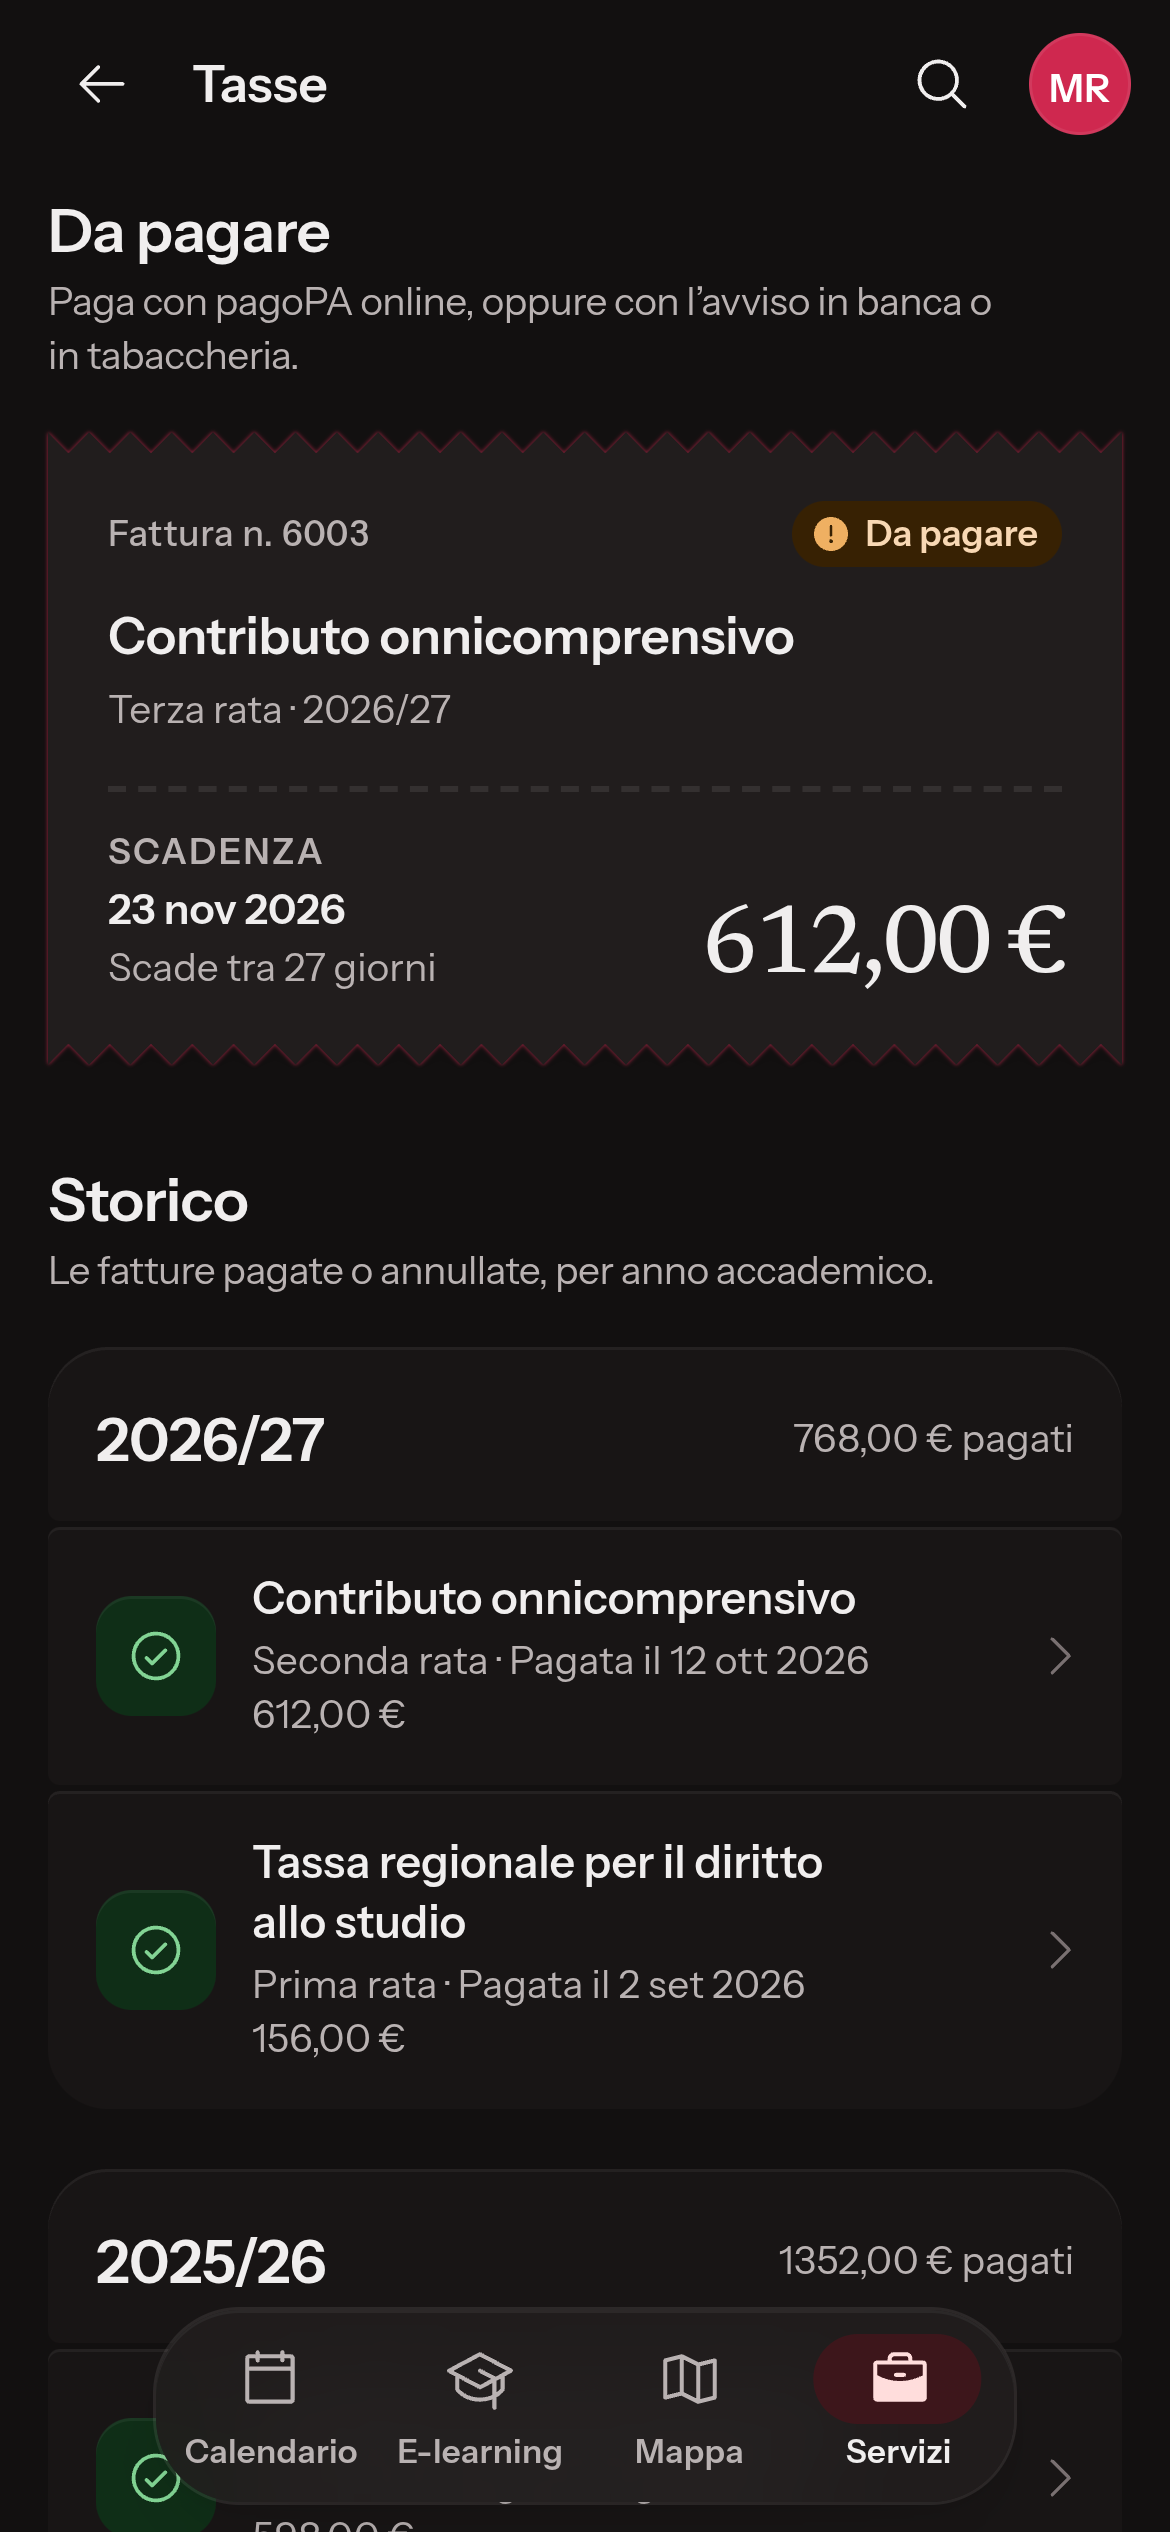 Tasse
MR
Da pagare
Paga con pagoPA online, oppure con l’avviso in banca o
in tabaccheria.
Fattura n. 6003
Da pagare
Contributo onnicomprensivo
Terza rata · 2026/27
SCADENZA
23 nov 2026
Scade tra 27 giorni
612,00 €
Storico
Le fatture pagate o annullate, per anno accademico.
2026/27
768,00 € pagati
Contributo onnicomprensivo
Seconda rata · Pagata il 12 ott 2026
612,00 €
Tassa regionale per il diritto
allo studio
Prima rata · Pagata il 2 set 2026
156,00 €
2025/26
1352,00 € pagati
Calendario
E-learning
Mappa
Servizi